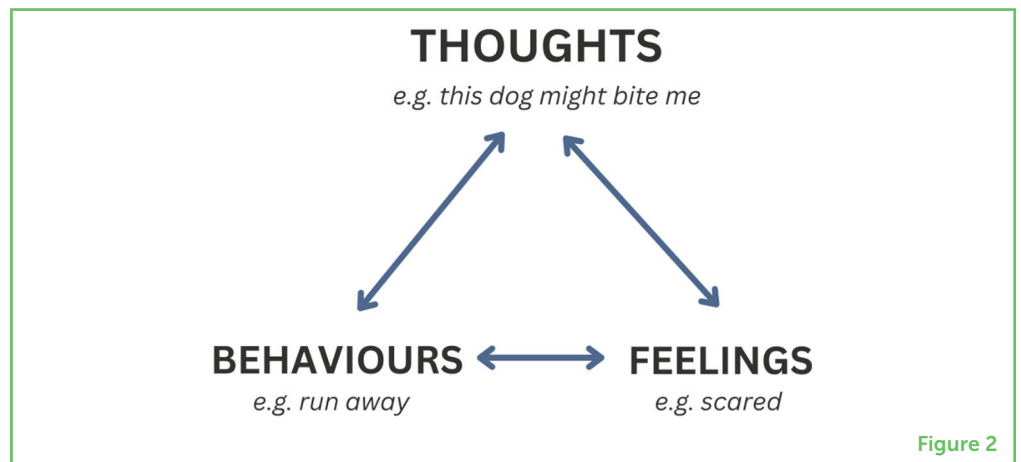 THOUGHTS
e.g. this dog might bite me
BEHAVIOURS
e.g. run away
FEELINGS
e.g. scared
Figure 2